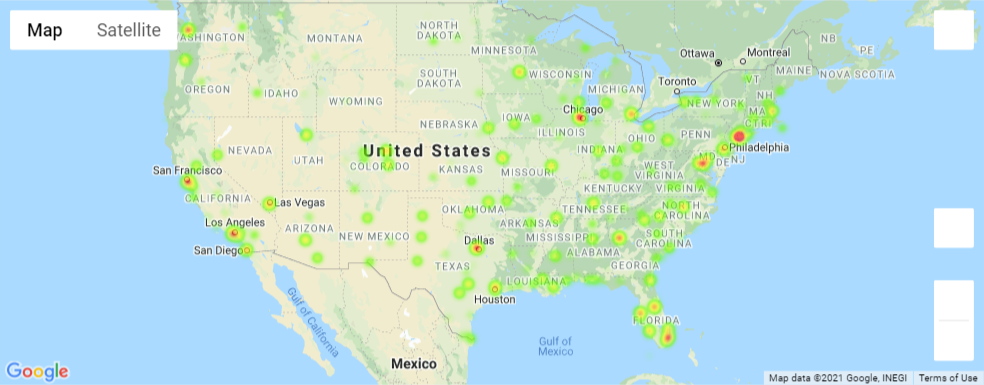 Map
Satellite
WASHINGTON
MONTANA
NORTH
DAKOTA
MINNESOTA
Ottawa
Montreal
NB
PE
MAINE
NOVA SCOTIA
OREGON
IDAHO
SOUTH
DAKOTA
WISCONSIN
MICHIGAN
Toronto
VT
NH
WYOMING
NEW YORK
MA
CT RI
IOWA
Chicago
NEBRASKA
ILLINOIS
INDIANA
OHIO
PENN
Philadelphia
NEVADA
UTAH
United States
COLORADO
KANSAS
MISSOURI
WEST
VIRGINIA
MD
DE
NJ
San Francisco
CALIFORNIA
Las Vegas
KENTUCKY
VIRGINIA
OKLAHOMA
TENNESSEE
NORTH
CAROLINA
Los Angeles
ARIZONA
NEW MEXICO
ARKANSAS
San Diego
Dallas
MISSISSIPPI
SOUTH
CAROLINA
ALABAMA
TEXAS
GEORGIA
LOUISIANA
Houston
Gulf of California
FLORIDA
Gulf of
Mexico
Mexico
Google
Map data ©2021 Google, INEGI
Terms of Use